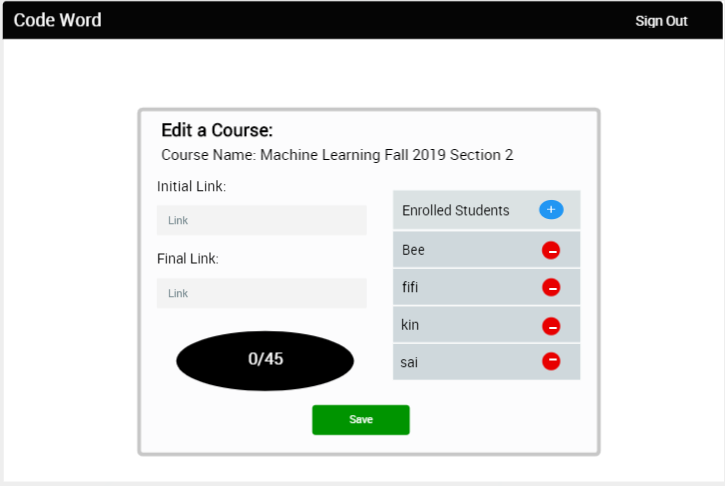 Code Word
Sign Out
Edit a Course:
Course Name: Machine Learning Fall 2019 Section 2
Initial Link:
Link
Final Link:
Link
0/45
Enrolled Students +
Bee
fifi
kin
sai
Save